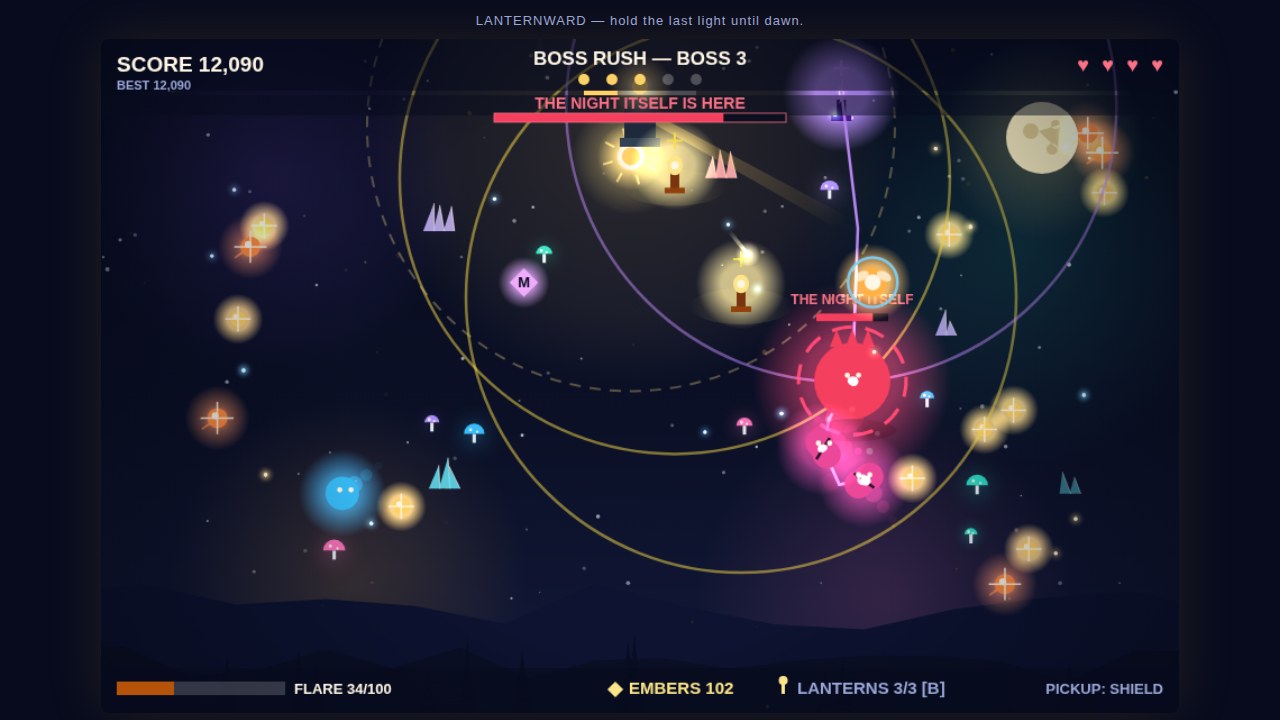 LANTERNWARD — hold the last light until dawn.
SCORE 12,090
BEST 12,090
BOSS RUSH — BOSS 3
THE NIGHT ITSELF IS HERE
M
THE NIGHT ITSELF
FLARE 34/100
EMBERS 102
LANTERNS 3/3 [B]
PICKUP: SHIELD